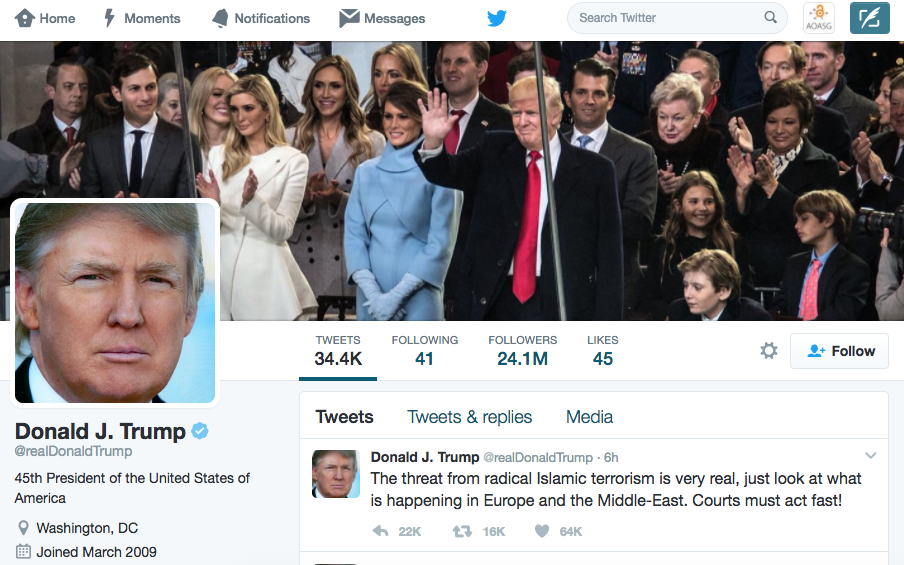 Home Moments Notifications Messages Search Twitter AOASG
TWEETS FOLLOWING FOLLOWERS LIKES
34.4K 41 24.1M 45
Follow
Tweets Tweets & replies Media
Donald J. Trump
@realDonaldTrump
45th President of the United States of
America
Washington, DC
Joined March 2009
Donald J. Trump @realDonaldTrump · 6h
The threat from radical Islamic terrorism is very real, just look at what
is happening in Europe and the Middle-East. Courts must act fast!
22K 16K 64K